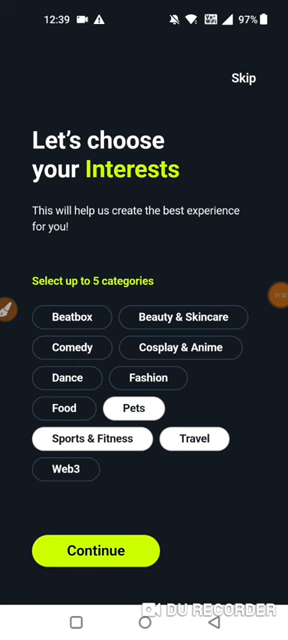 12:39 97%
Skip
Let's choose
your Interests
This will help us create the best experience
for you!
Select up to 5 categories
Beatbox Beauty & Skincare
Comedy Cosplay & Anime
Dance Fashion
Food Pets
Sports & Fitness Travel
Web3
Continue
DU RECORDER